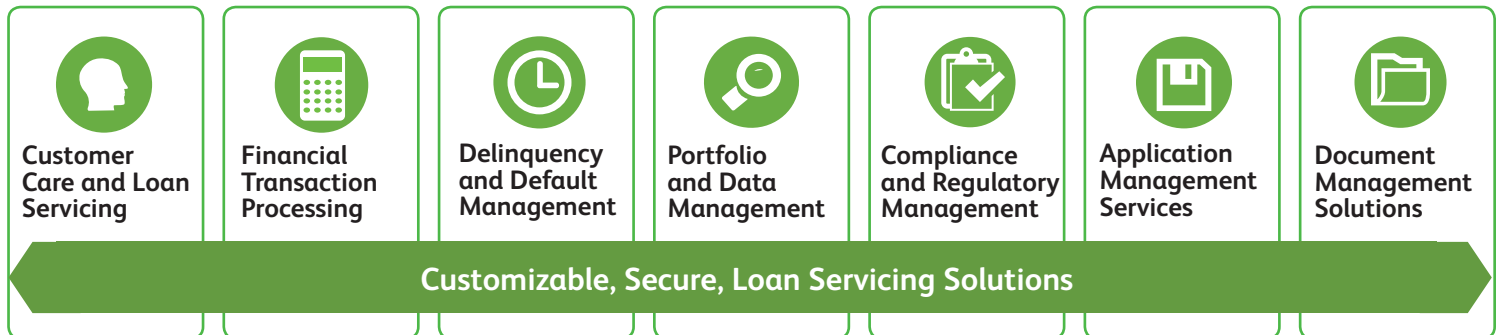 Customer
Care and Loan
Servicing
Financial
Transaction
Processing
Delinquency
and Default
Management
Portfolio
and Data
Management
Compliance
and Regulatory
Management
Application
Management
Services
Document
Management
Solutions
Customizable, Secure, Loan Servicing Solutions